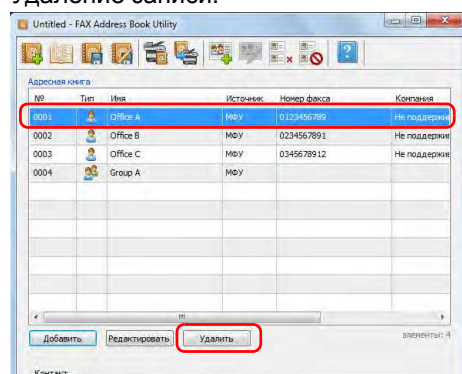 Удаление записи.
Untitled - FAX Address Book Utility
Адресная книга
№ Тип Имя Источник Номер факса Компания
0001 Office A МФУ 0123456789 Не поддержив
0002 Office B МФУ 0234567891 Не поддержив
0003 Office C МФУ 0345678912 Не поддержив
0004 Group A МФУ
Добавить Редактировать Удалить элементы: 4
Контакт